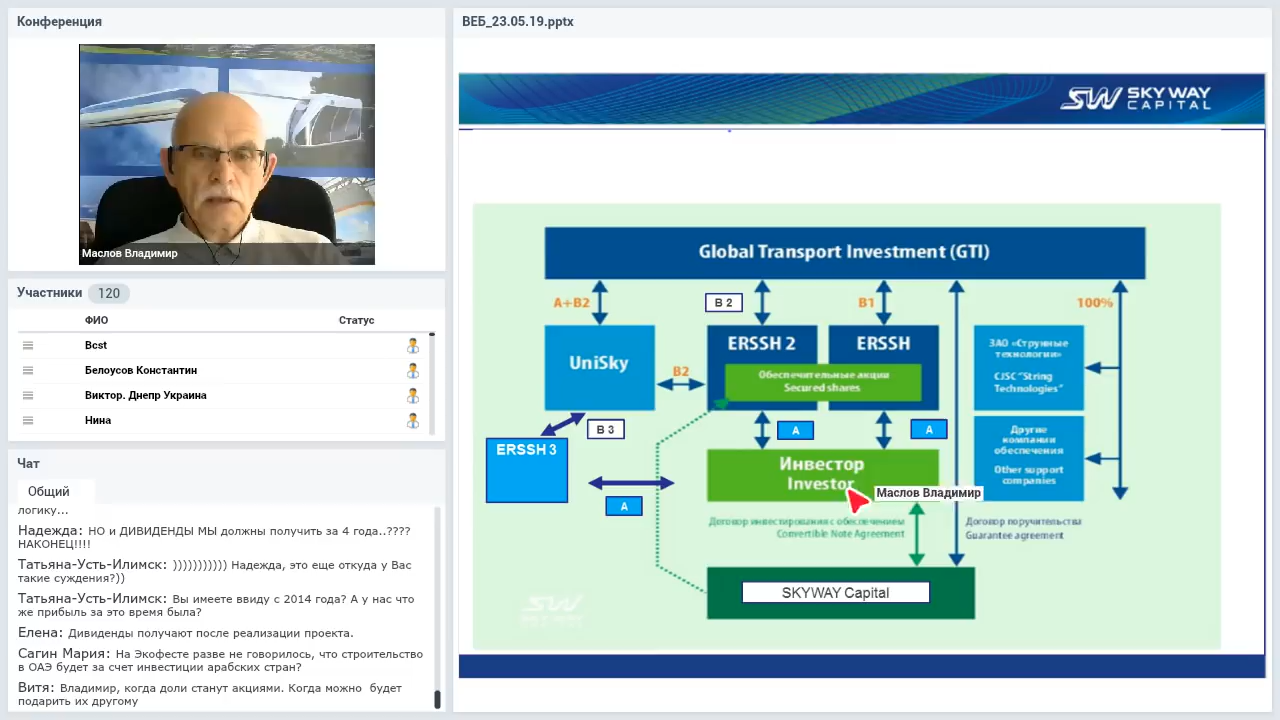 Конференция
Маслов Владимир
Участники 120
ФИО Статус
Bcst
Белоусов Константин
Виктор. Днепр Украина
Нина
Чат
Общий
логику...
Надежда: НО и ДИВИДЕНДЫ МЫ должны получить за 4 года..????
НАКОНЕЦ!!!!
Татьяна-Усть-Илимск: ))))))))))) Надежда, это еще откуда у Вас
такие суждения?))
Татьяна-Усть-Илимск: Вы имеете ввиду с 2014 года? А у нас что
же прибыль за это время была?
Елена: Дивиденды получают после реализации проекта.
Сагин Мария: На Экофесте разве не говорилось, что строительство
в ОАЭ будет за счет инвестиции арабских стран?
Витя: Владимир, когда доли станут акциями. Когда можно будет
подарить их другому
ВЕБ_23.05.19.pptx
SW SKY WAY
CAPITAL
Global Transport Investment (GTI)
A+B2
B 2
B1
100%
UniSky
B2
ERSSH 2
ERSSH
Обеспечительные акции
Secured shares
ЗАО «Струнные
технологии»
CJSC "String
Technologies"
B 3
A
A
ERSSH 3
A
Инвестор
Investor
Маслов Владимир
Другие
компании
обеспечения
Other support
companies
Договор инвестирования с обеспечением
Convertible Note Agreement
Договор поручительства
Guarantee agreement
SKYWAY Capital
SW